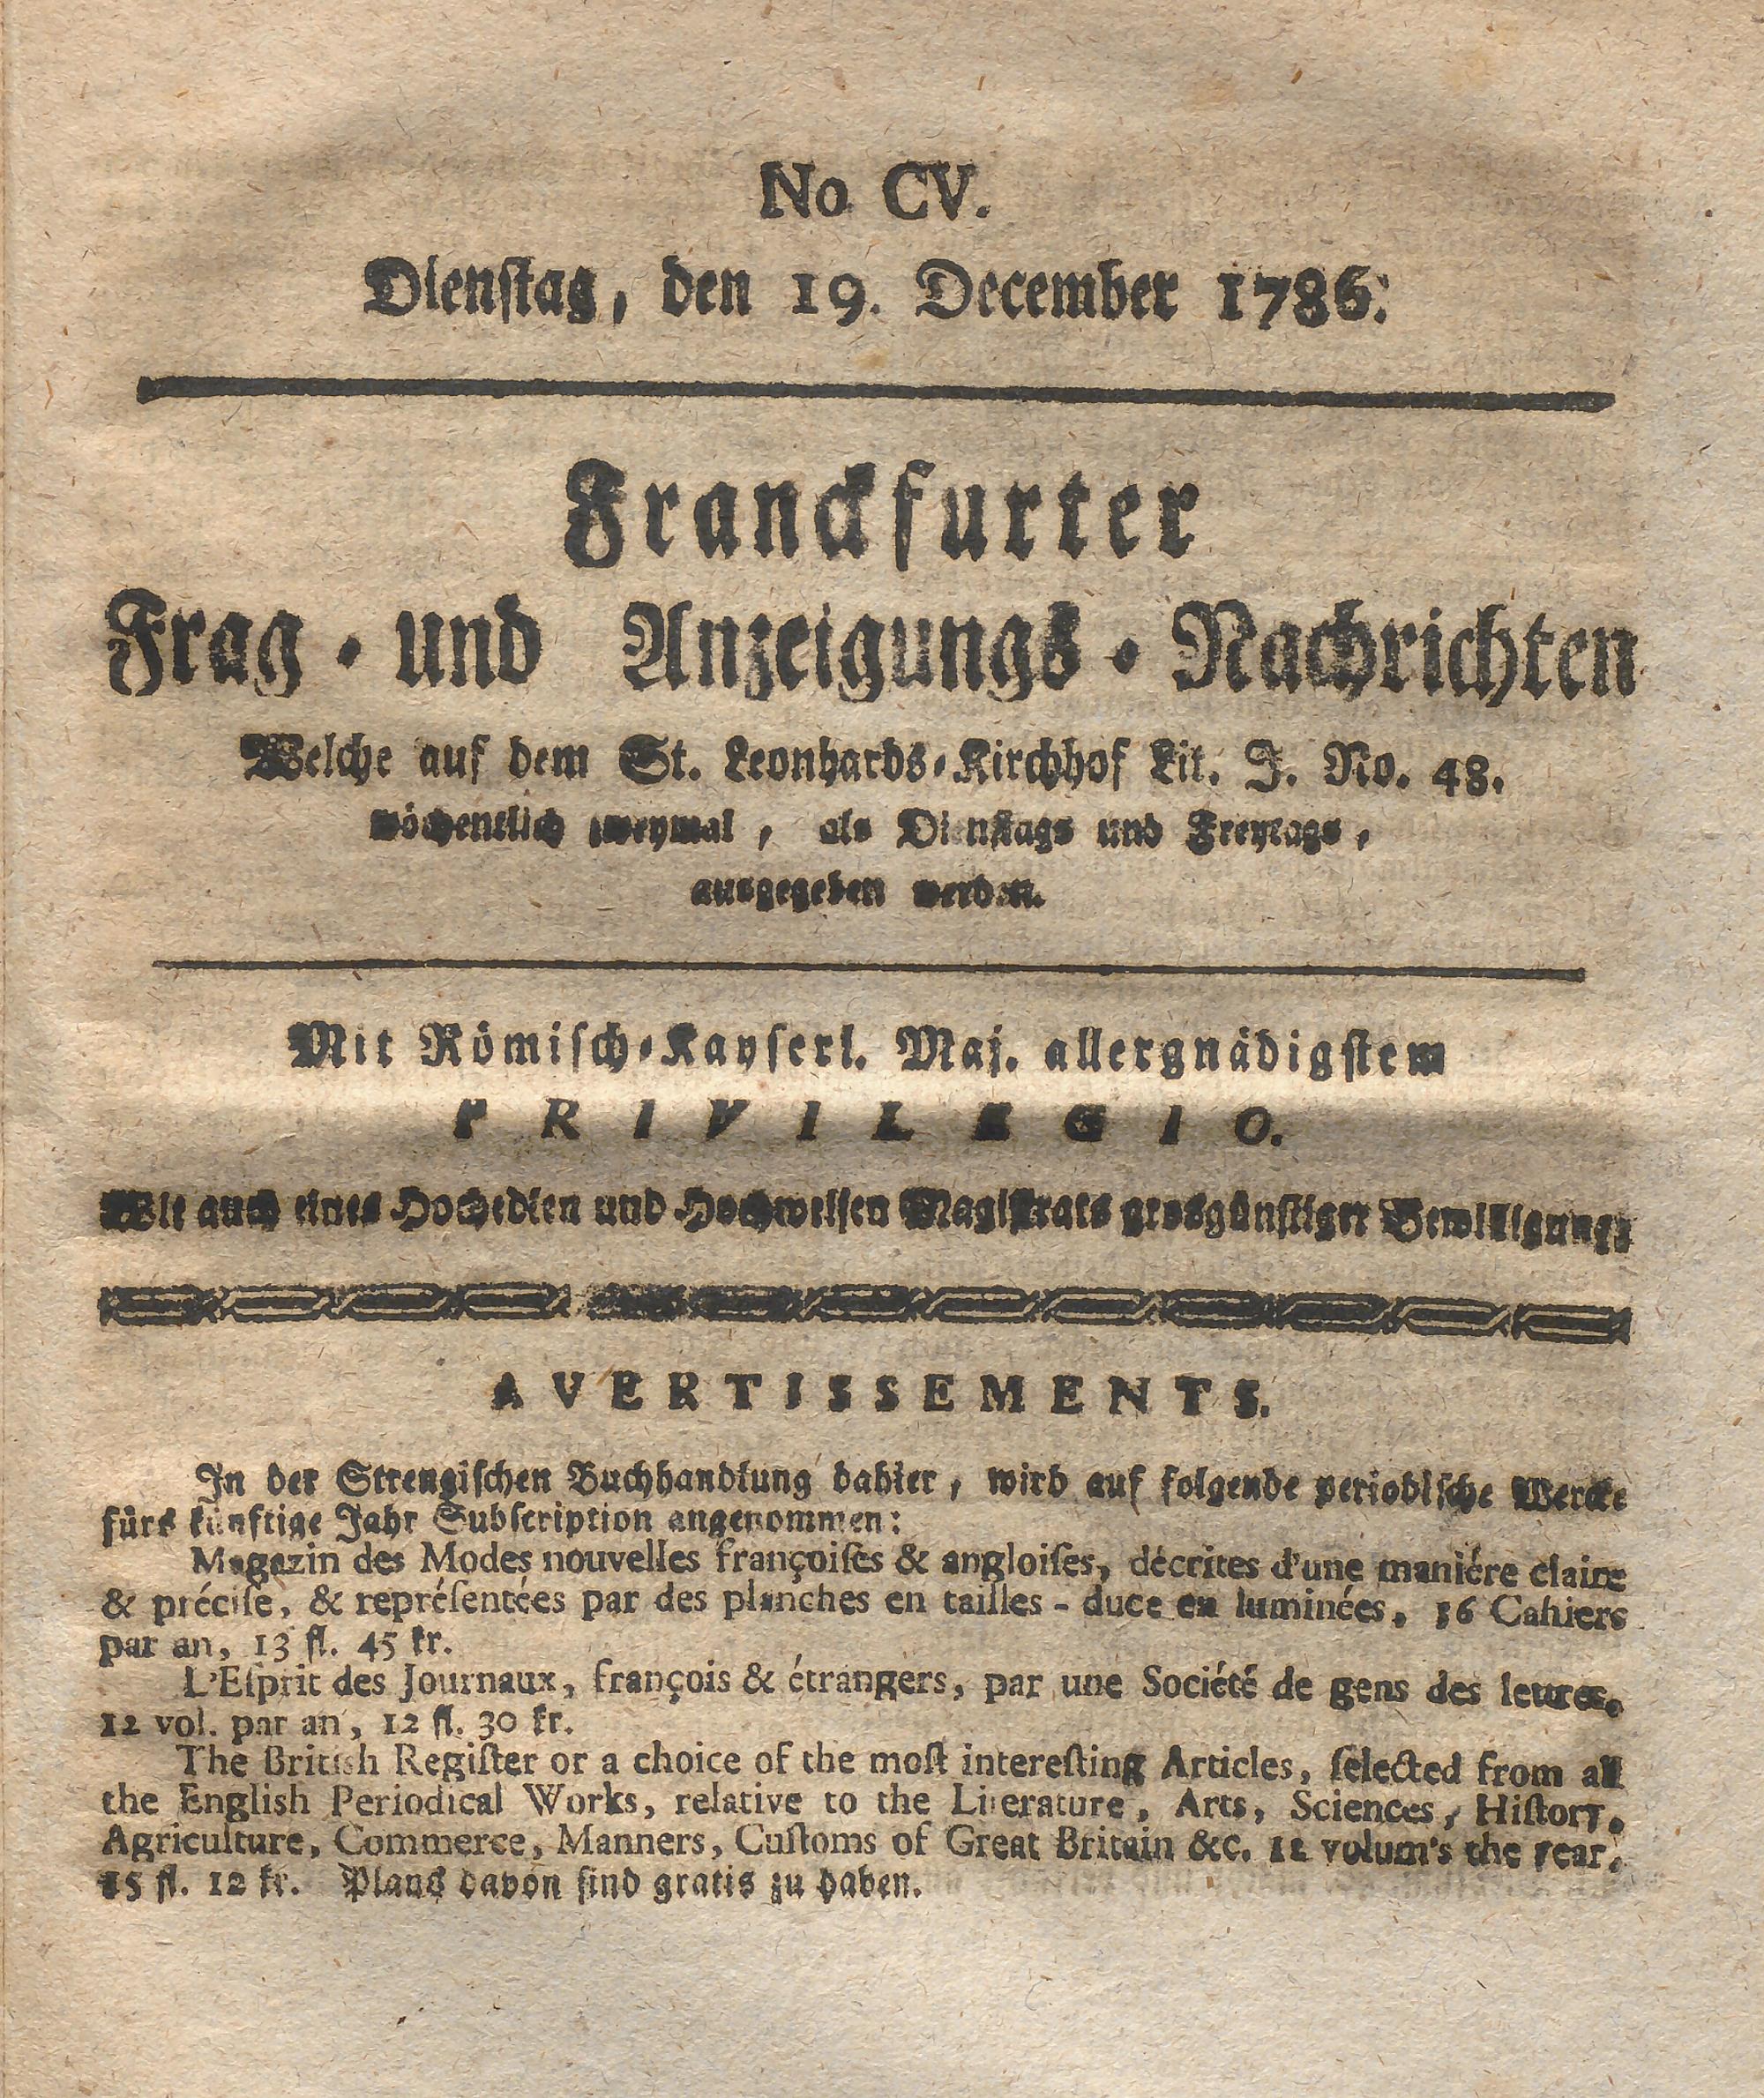 No CV.
Dienſtag, den 19. December 1786.
Franckfurter
Frag - und Anzeigungs - Nachrichten
Welche auf dem St. Leonhards-Kirchhof Lit. J. No. 48.
wöchentlich zweymal, als Dienſtags und Freytags,
ausgegeben werden.
Mit Römiſch-Kayſerl. Maj. allergnädigſtem
PRIVILEGIO.
Wie auch eines Hochedlen und Hochweiſen Magiſtrats grosgünſtiger Bewilligung:
AVERTISSEMENTS.
In der Strengiſchen Buchhandlung dahier, wird auf folgende periodiſche Wercke
fürs künftige Jahr Subſcription angenommen:
Magazin des Modes nouvelles françoiſes & angloiſes, décrites d'une maniére claire
& préciſe, & repréſentées par des planches en tailles - duce en luminées. 36 Cahiers
par an, 13 fl. 45 kr.
L'Eſprit des Journaux, françois & étrangers, par une Société de gens des lettres.
12 vol. par an, 12 fl. 30 kr.
The British Regiſter or a choice of the moſt intereſting Articles, ſelected from all
the English Periodical Works, relative to the Literature, Arts, Sciences, Hiſtory.
Agriculture, Commerce, Manners, Cuſtoms of Great Britain &c. 12 volum's the year.
15 fl. 12 kr. Plans davon ſind gratis zu haben.